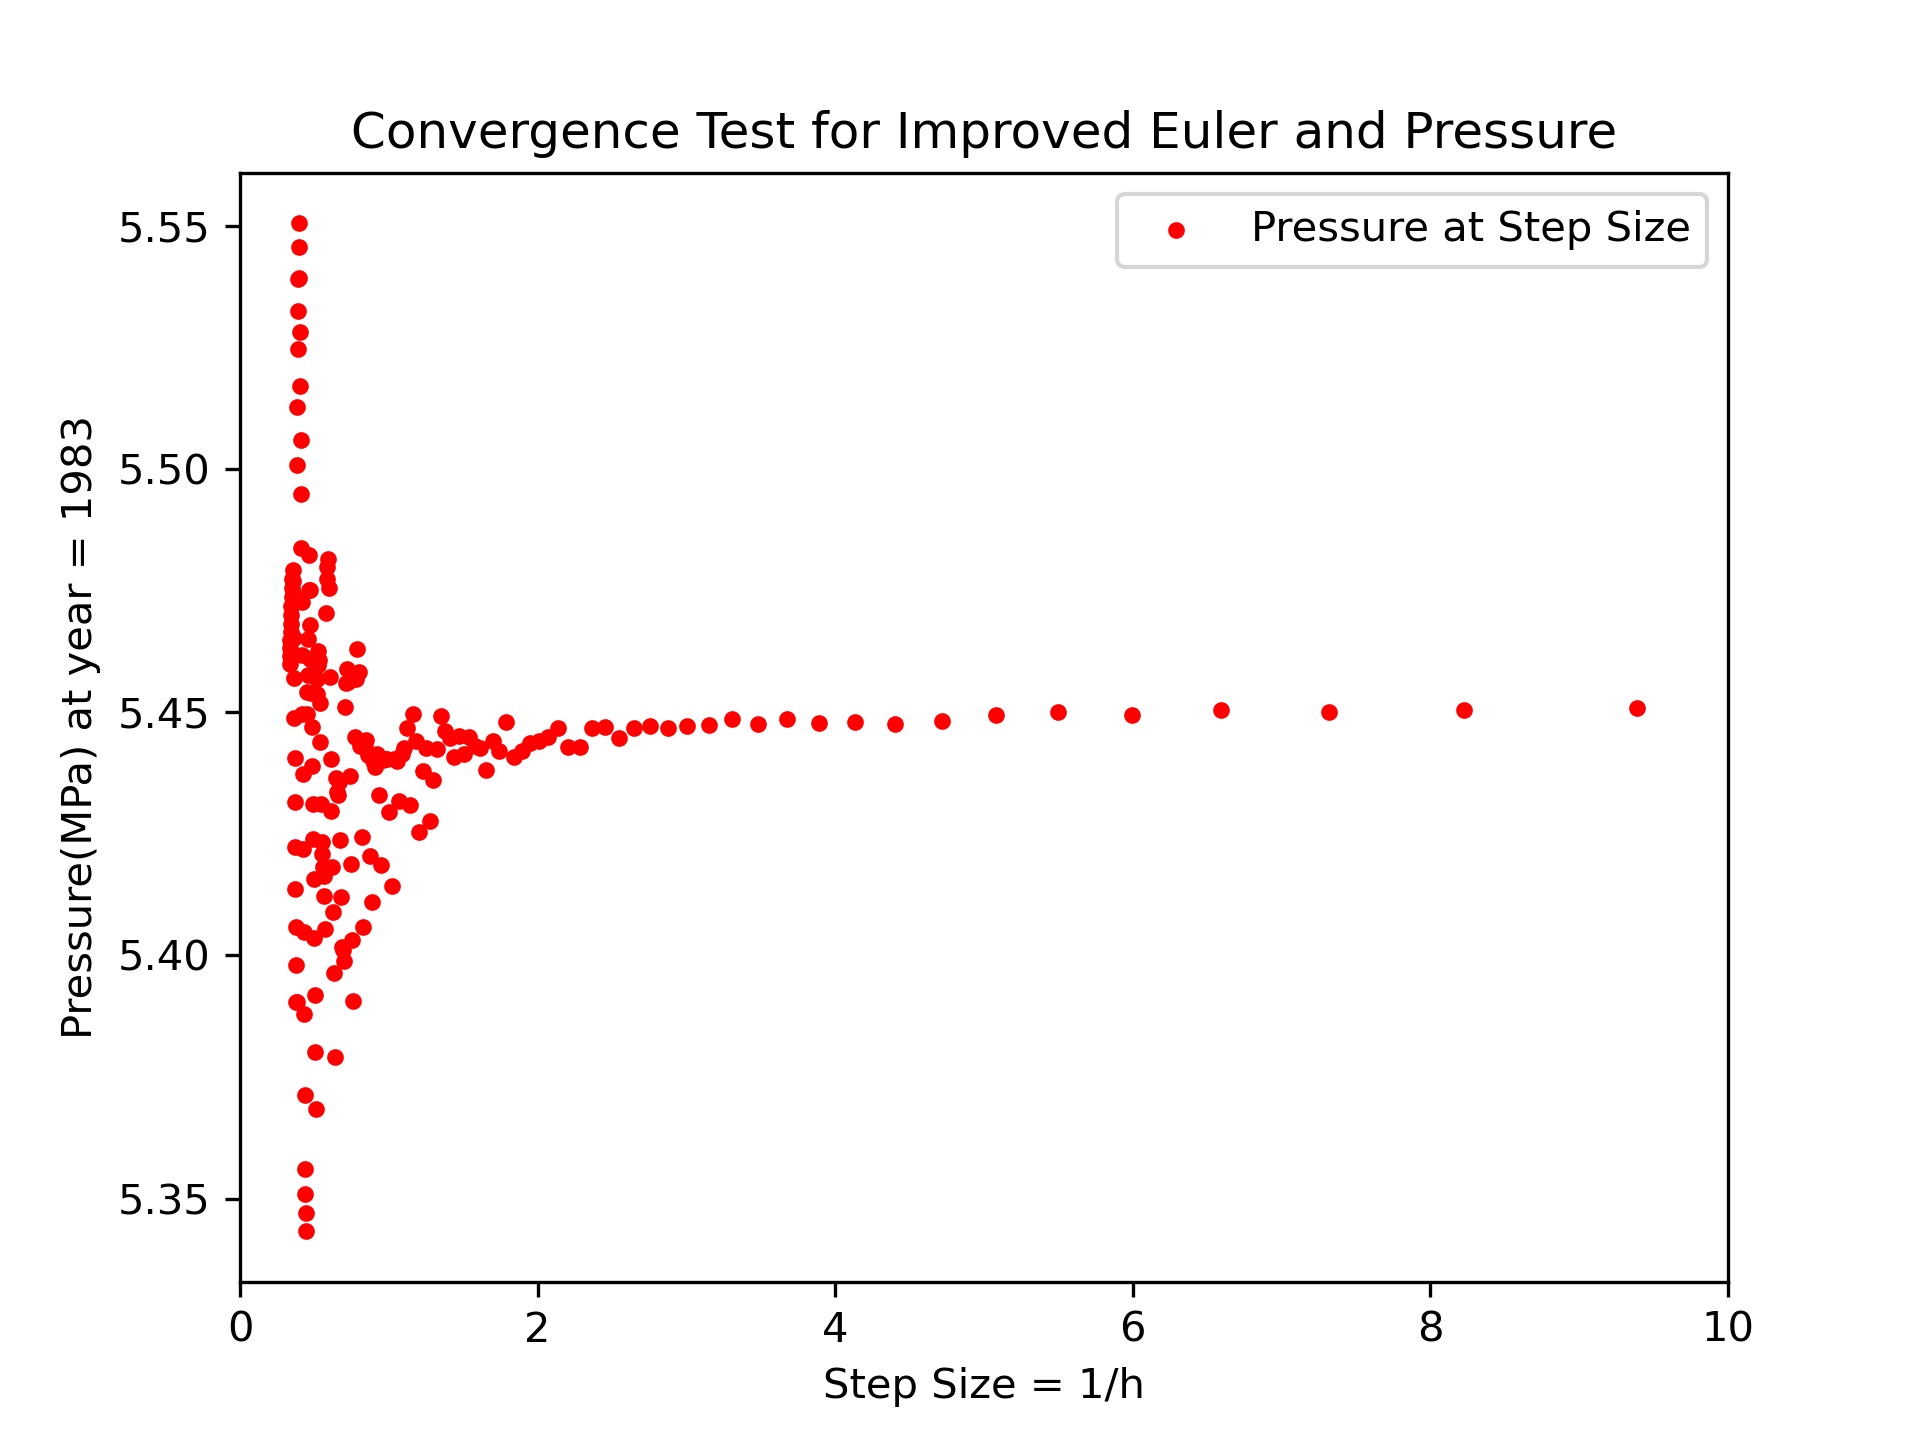 Convergence Test for Improved Euler and Pressure
Pressure at Step Size
5.55
5.50
5.45
5.40
5.35
Pressure(MPa) at year = 1983
0 2 4 6 8 10
Step Size = 1/h